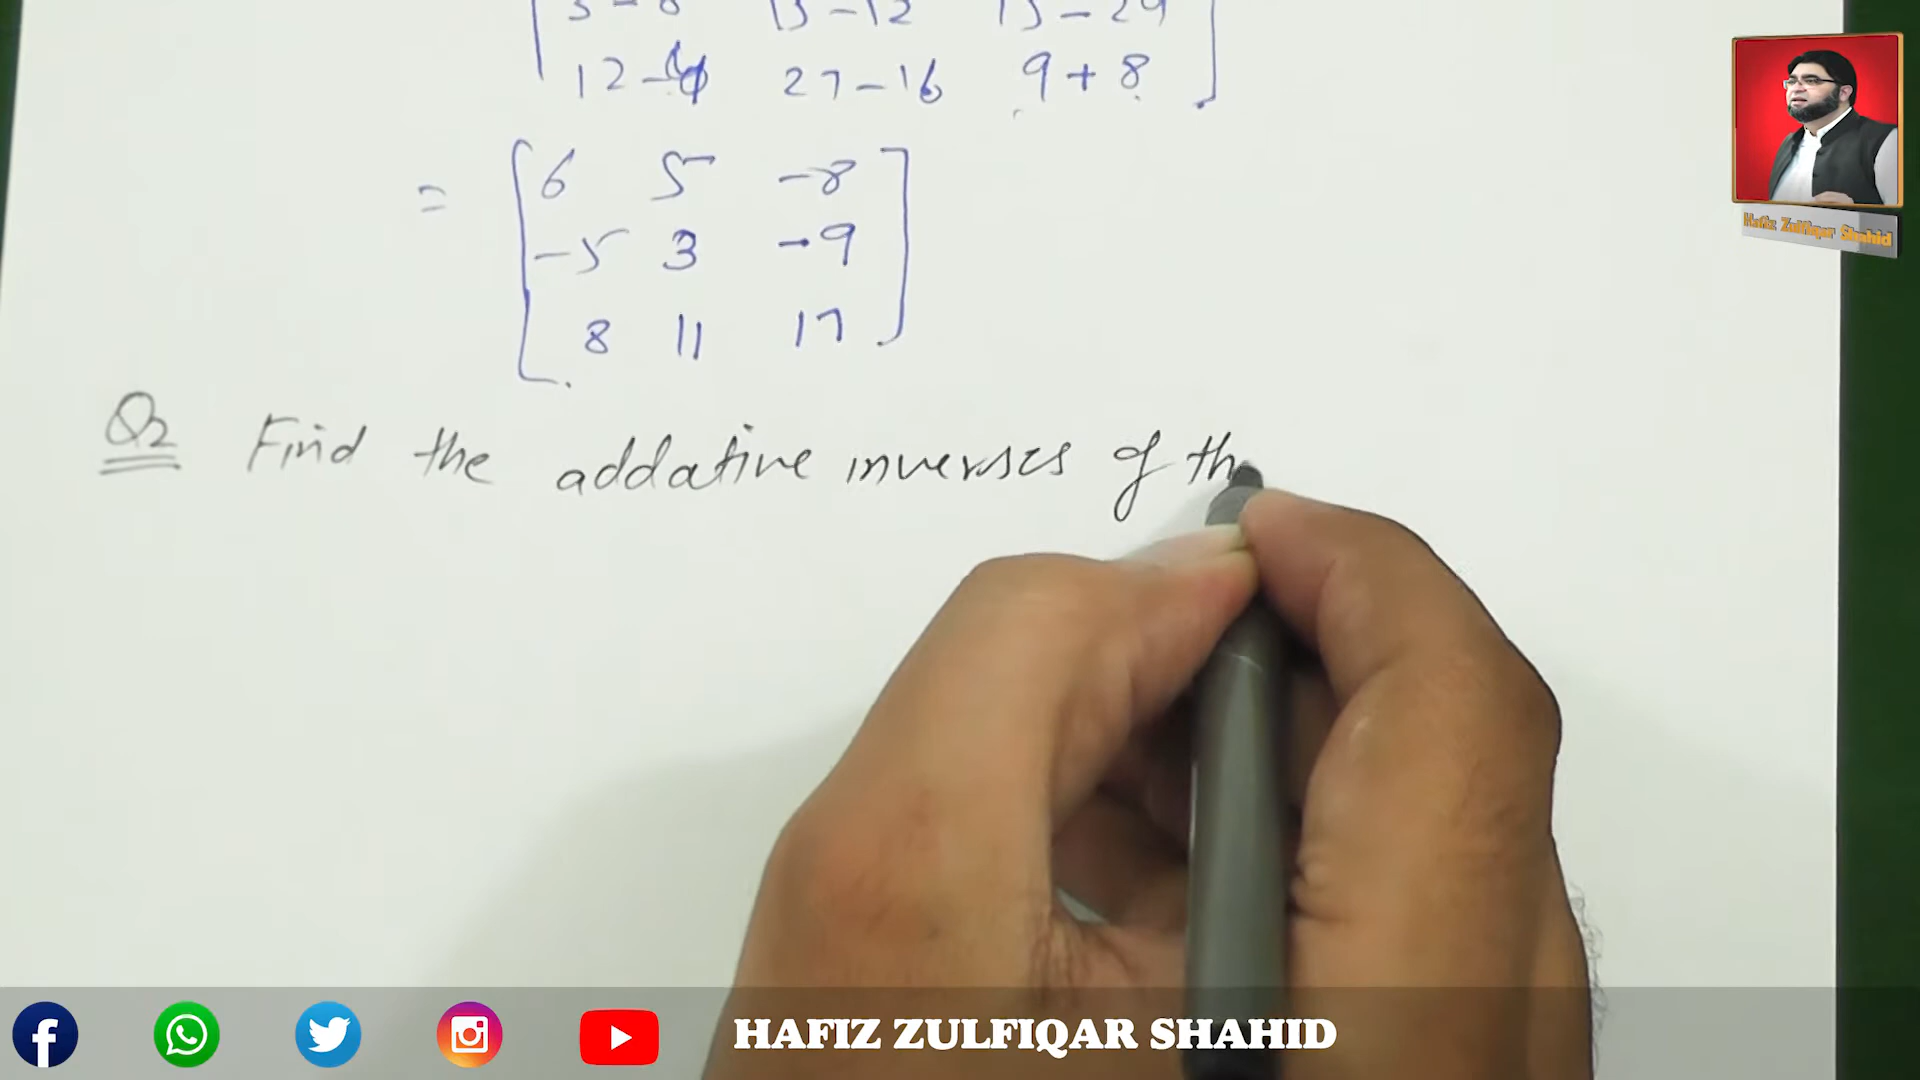 12 - 4 27 - 16 9 + 8
= 6 5 -8
-5 3 -9
8 11 17
Q2 Find the addative inverses of th
Hafiz Zulfiqar Shahid
HAFIZ ZULFIQAR SHAHID